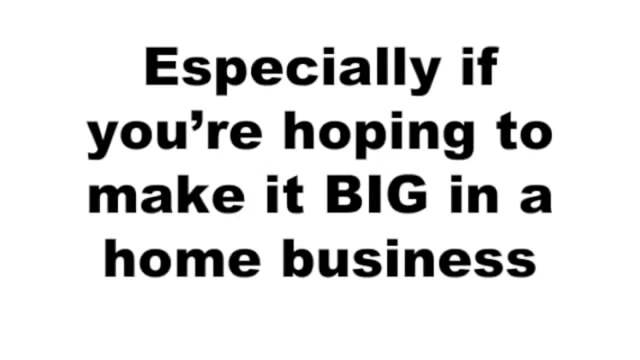 Especially if
you’re hoping to
make it BIG in a
home business